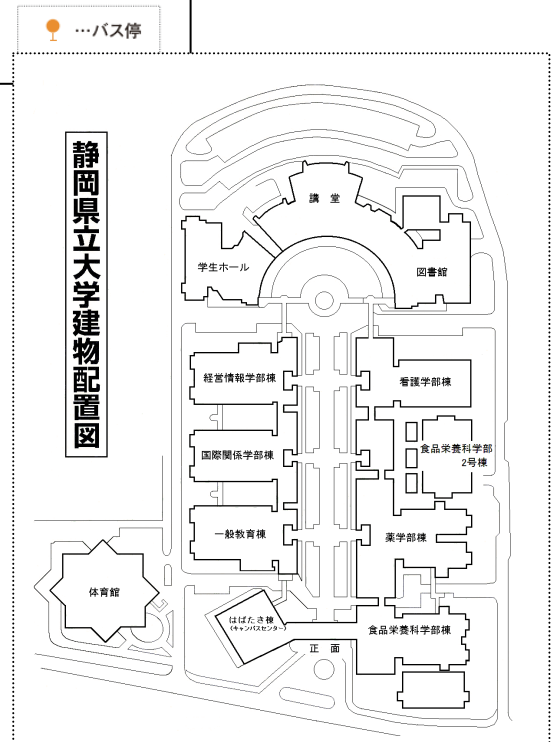 …バス停
静岡県立大学建物配置図
講 堂
学生ホール
図書館
経営情報学部棟
看護学部棟
国際関係学部棟
食品栄養科学部
2号棟
一般教育棟
薬学部棟
体育館
はばたき棟
(キャンパスセンター)
食品栄養科学部棟
正 面